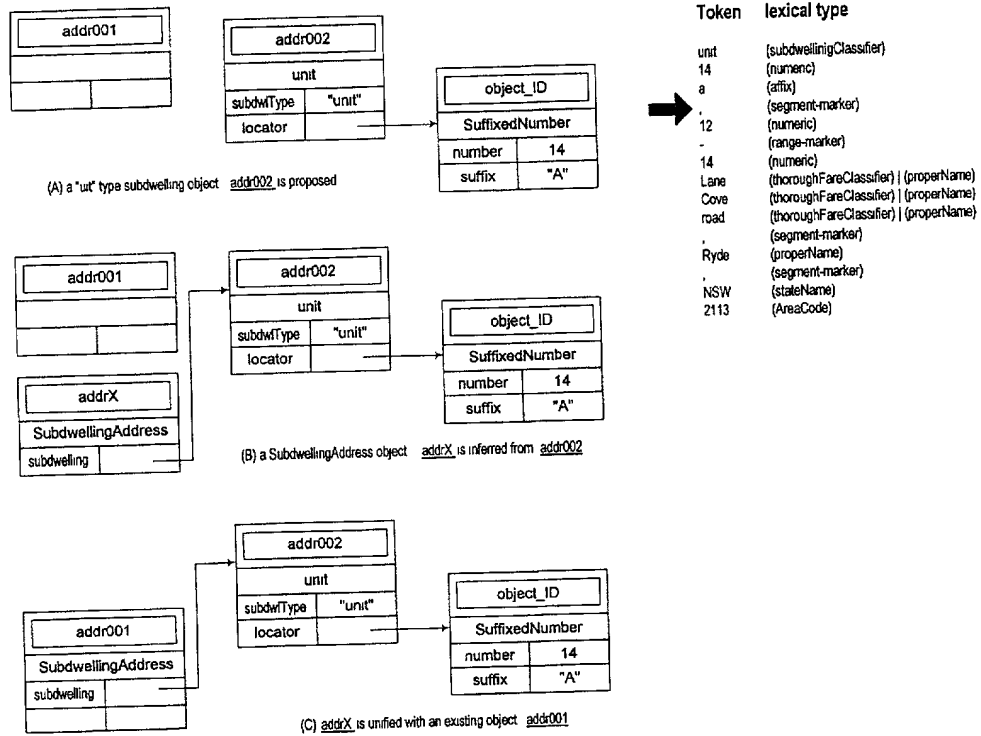 addr001
addr002
unit
subdwlType "unit"
locator
object_ID
SuffixedNumber
number 14
suffix "A"
(A) a "uit" type subdwelling object addr002 is proposed
addr001
addr002
unit
subdwlType "unit"
locator
object_ID
SuffixedNumber
number 14
suffix "A"
addrX
SubdwellingAddress
subdwelling
(B) a SubdwellingAddress object addrX is inferred from addr002
addr002
unit
subdwlType "unit"
locator
object_ID
SuffixedNumber
number 14
suffix "A"
addr001
SubdwellingAddress
subdwelling
(C) addrX is unified with an existing object addr001
Token lexical type
unit (subdwellinigClassifier)
14 (numeric)
a (affix)
, (segment-marker)
12 (numeric)
- (range-marker)
14 (numeric)
Lane (thoroughFareClassifier) | (properName)
Cove (thoroughFareClassifier) | (properName)
road (thoroughFareClassifier) | (properName)
, (segment-marker)
Ryde (properName)
, (segment-marker)
NSW (stateName)
2113 (AreaCode)